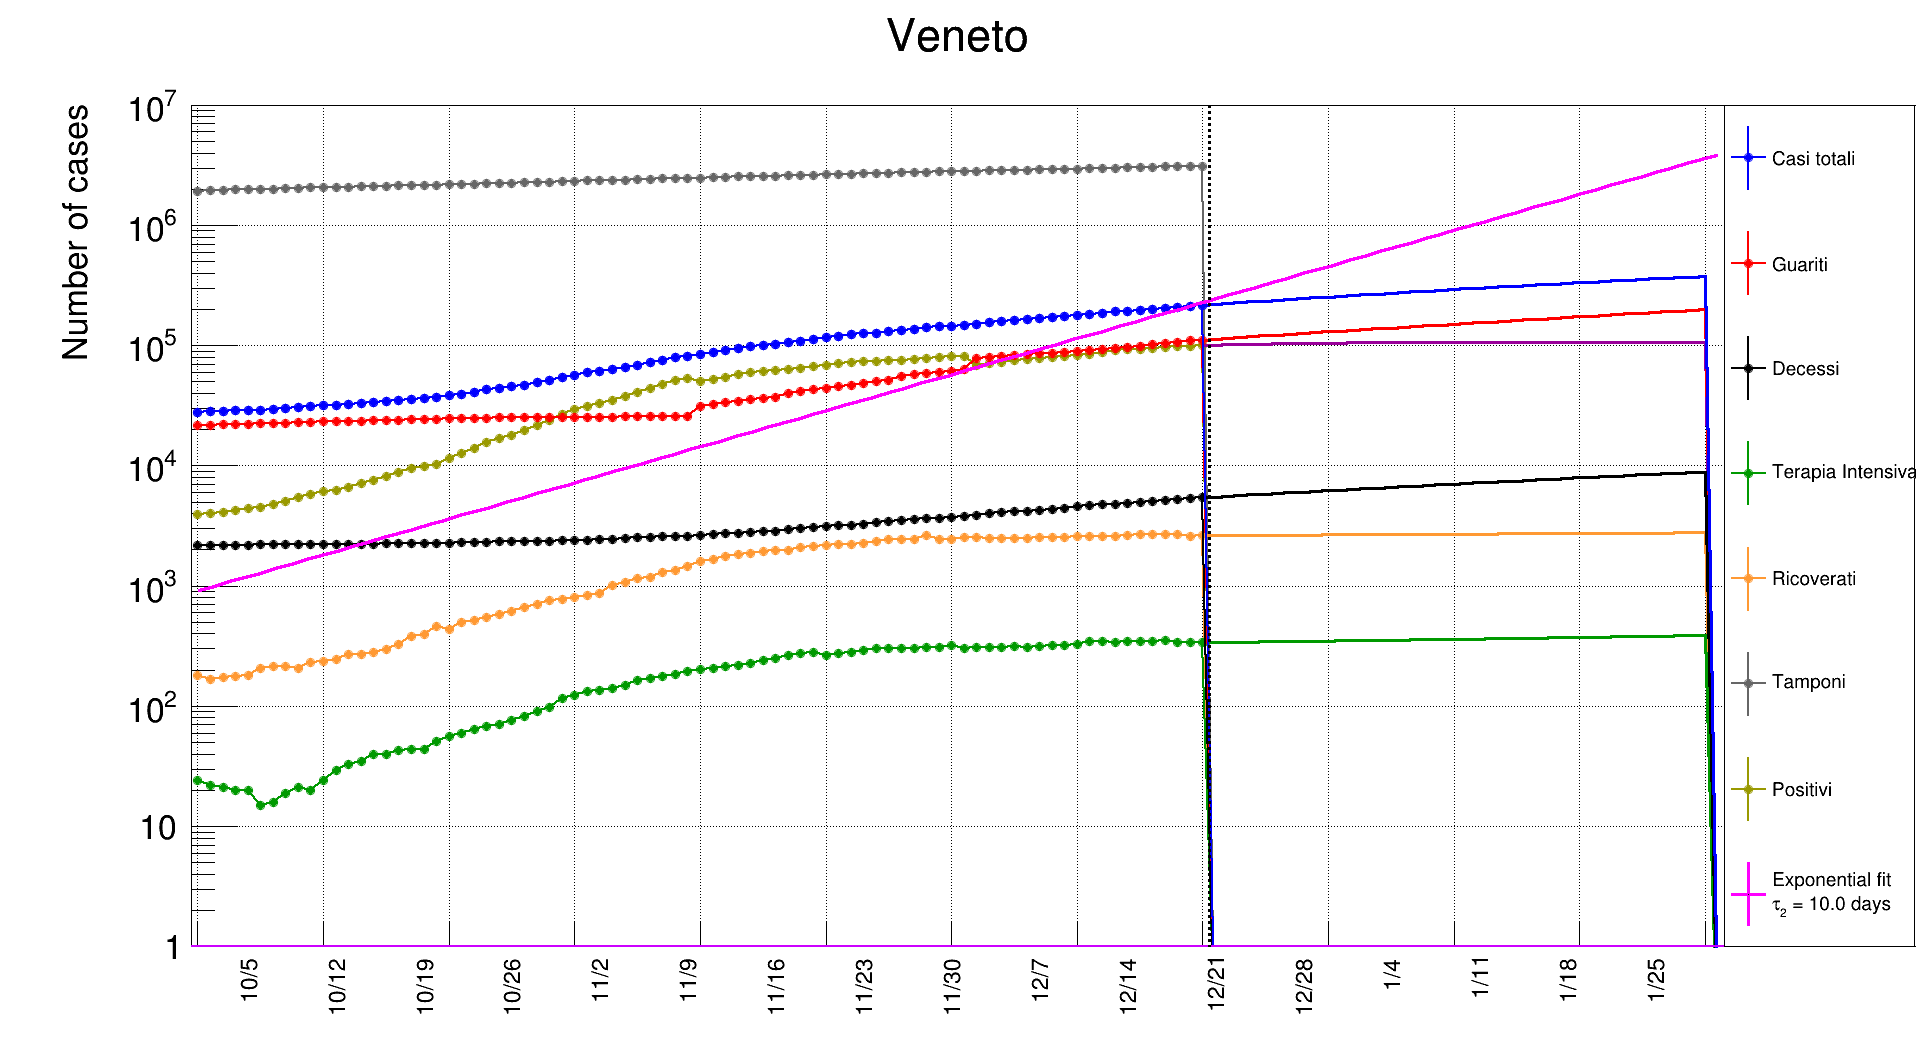 Veneto
Number of cases
10^7
10^6
10^5
10^4
10^3
10^2
10
1
10/5
10/12
10/19
10/26
11/2
11/9
11/16
11/23
11/30
12/7
12/14
12/21
12/28
1/4
1/11
1/18
1/25
Casi totali
Guariti
Decessi
Terapia Intensiva
Ricoverati
Tamponi
Positivi
Exponential fit
τ_2 = 10.0 days